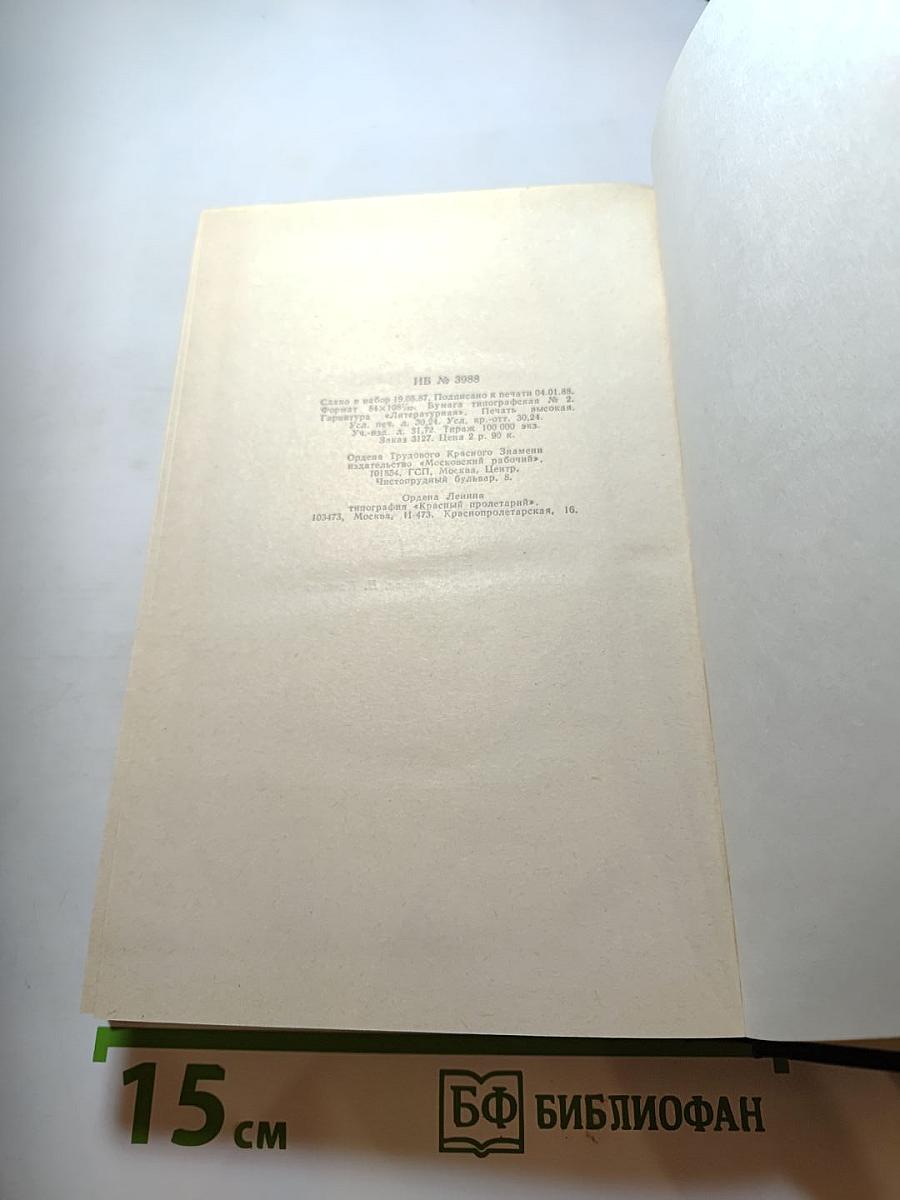 ИБ № 3988
Сдано в набор 19.08.87. Подписано к печати 04.01.88.
Формат 84×108¹/₃₂. Бумага типографская № 2.
Гарнитура «Литературная». Печать высокая.
Усл. печ. л. 30,24. Усл. кр.-отт. 30,24.
Уч.-изд. л. 31,72. Тираж 100 000 экз.
Заказ 3127. Цена 2 р. 90 к.
Ордена Трудового Красного Знамени
издательство «Московский рабочий».
101854, ГСП, Москва, Центр,
Чистопрудный бульвар, 8.
Ордена Ленина
типография «Красный пролетарий».
103473, Москва, И-473, Краснопролетарская, 16.
15 см
БФ БИБЛИОФАН